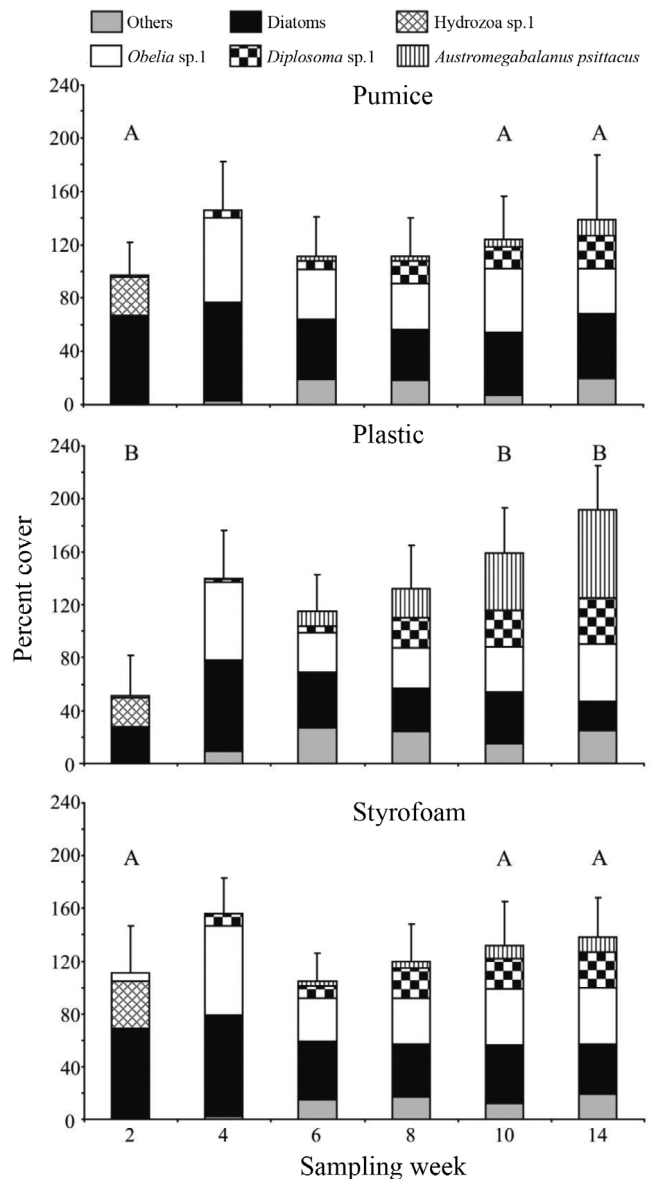 Others Diatoms Hydrozoa sp.1
Obelia sp.1 Diplosoma sp.1 Austromegabalanus psittacus
Pumice
240
200
160
120
80
40
0
A A A
Plastic
240
200
160
120
80
40
0
B B B
Percent cover
Styrofoam
240
200
160
120
80
40
0
A A A
2 4 6 8 10 14
Sampling week